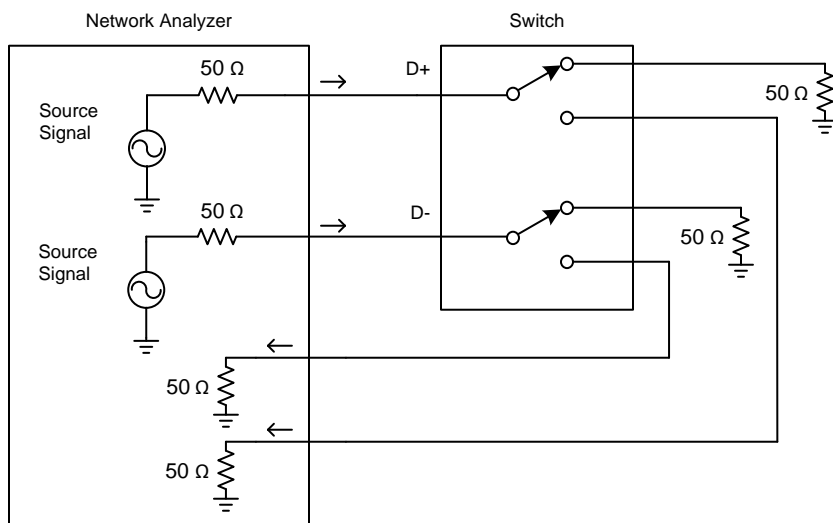 Network Analyzer
Switch
50 Ω
D+
50 Ω
Source
Signal
50 Ω
D-
50 Ω
Source
Signal
50 Ω
50 Ω